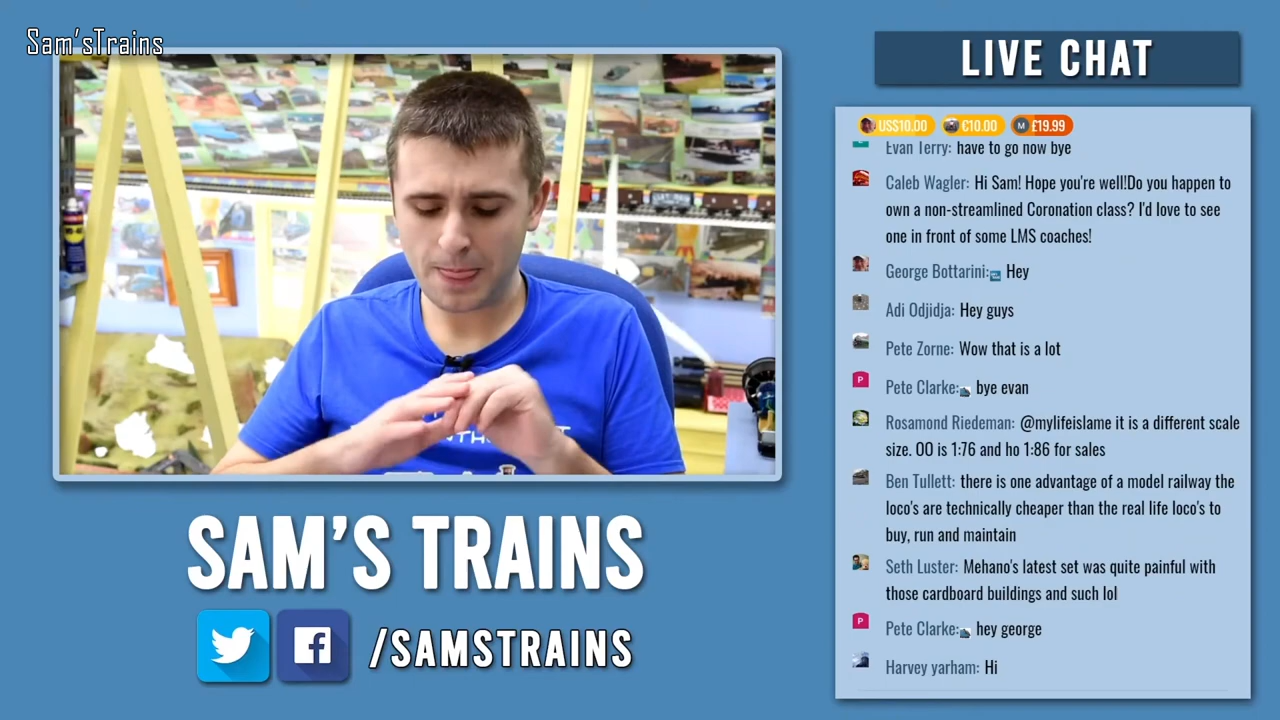 Sam'sTrains
LIVE CHAT
US$10.00 €10.00 M £19.99
Evan Terry: have to go now bye
Caleb Wagler: Hi Sam! Hope you're well!Do you happen to
own a non-streamlined Coronation class? I'd love to see
one in front of some LMS coaches!
George Bottarini: Hey
Adi Odjidja: Hey guys
Pete Zorne: Wow that is a lot
P Pete Clarke: bye evan
Rosamond Riedeman: @mylifeislame it is a different scale
size. OO is 1:76 and ho 1:86 for sales
Ben Tullett: there is one advantage of a model railway the
loco's are technically cheaper than the real life loco's to
buy, run and maintain
Seth Luster: Mehano's latest set was quite painful with
those cardboard buildings and such lol
P Pete Clarke: hey george
Harvey yarham: Hi
SAM'S TRAINS
/SAMSTRAINS